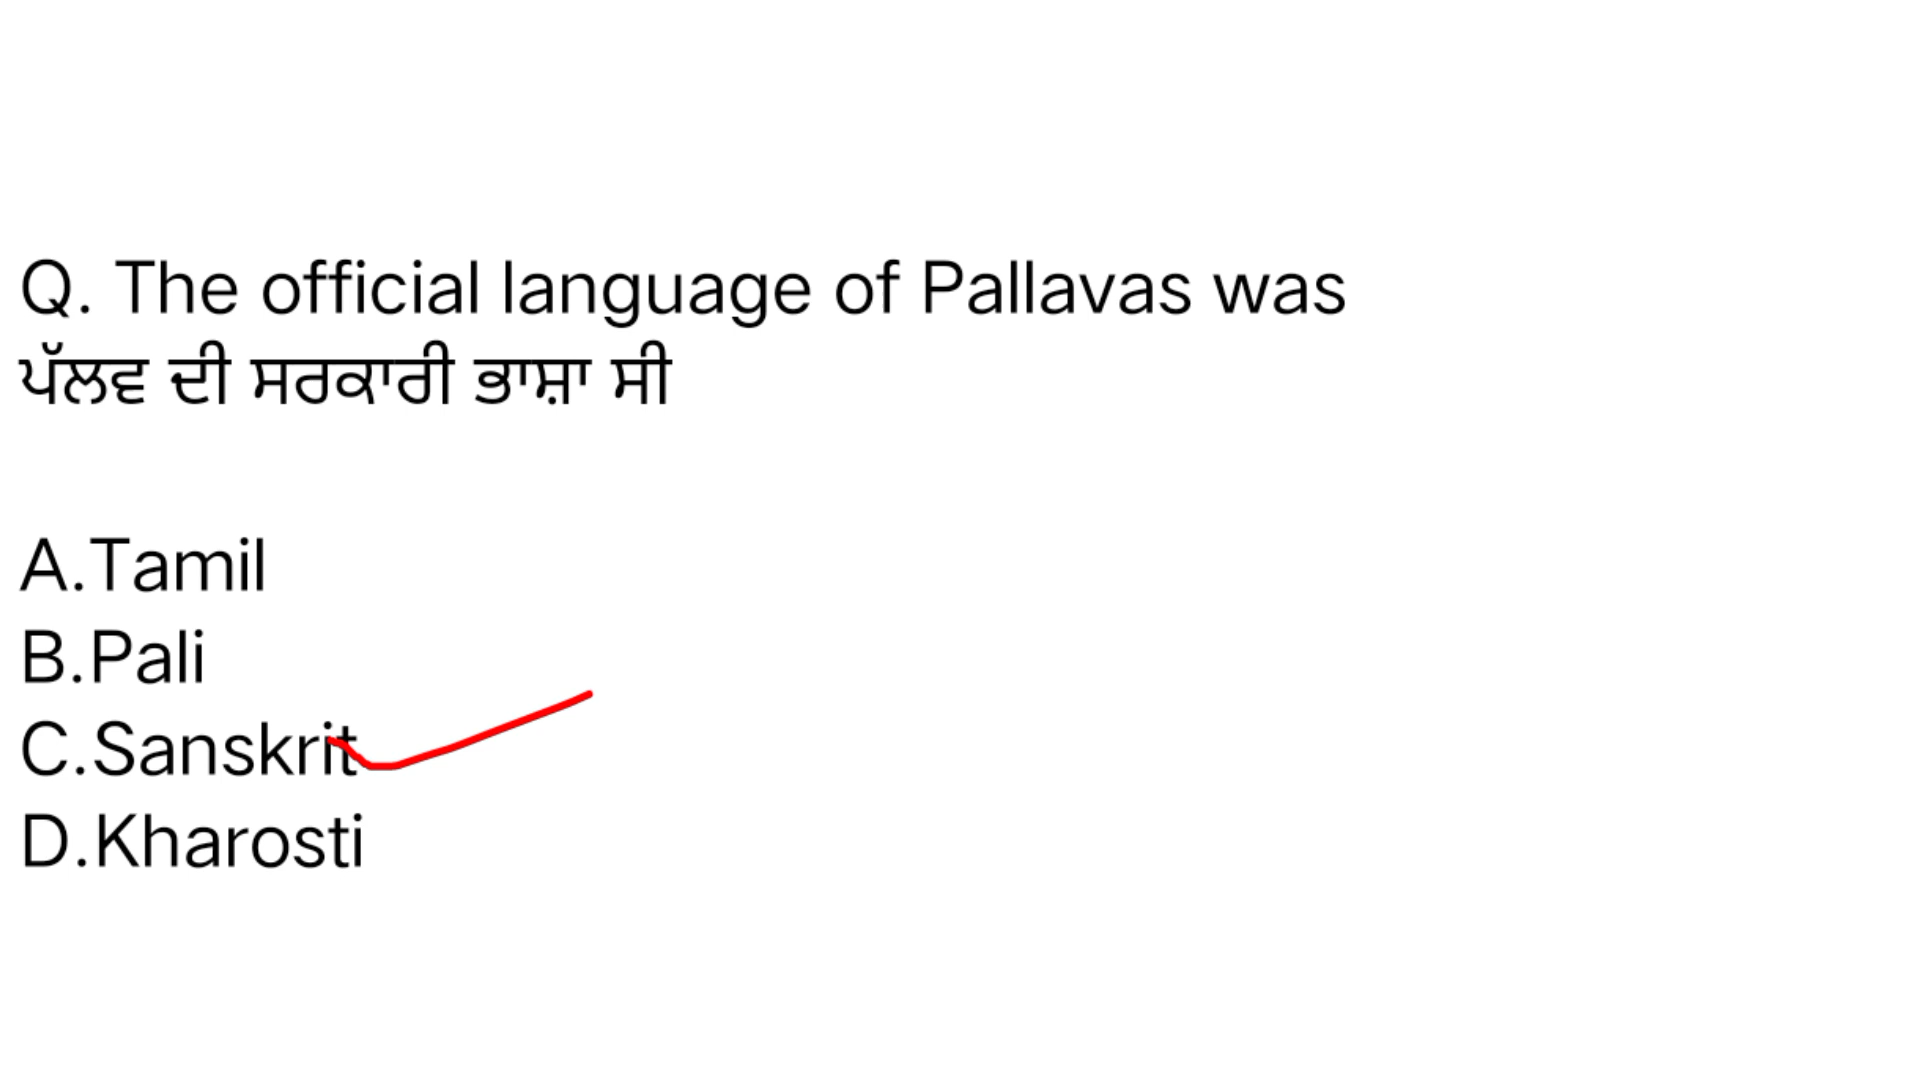 Q. The official language of Pallavas was
ਪੱਲਵ ਦੀ ਸਰਕਾਰੀ ਭਾਸ਼ਾ ਸੀ
A.Tamil
B.Pali
C.Sanskrit
D.Kharosti